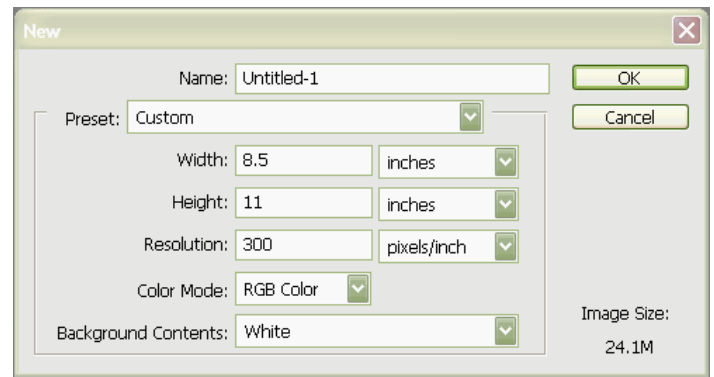 New
Name: Untitled-1
OK
Preset: Custom
Cancel
Width: 8.5 inches
Height: 11 inches
Resolution: 300 pixels/inch
Color Mode: RGB Color
Background Contents: White
Image Size:
24.1M